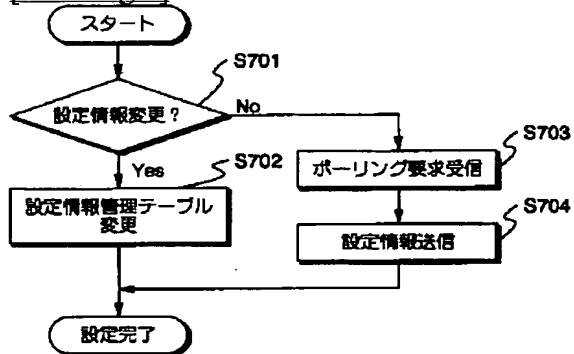 スタート
S701
設定情報変更？
No
Yes
S702
設定情報管理テーブル
変更
S703
ポーリング要求受信
S704
設定情報送信
設定完了